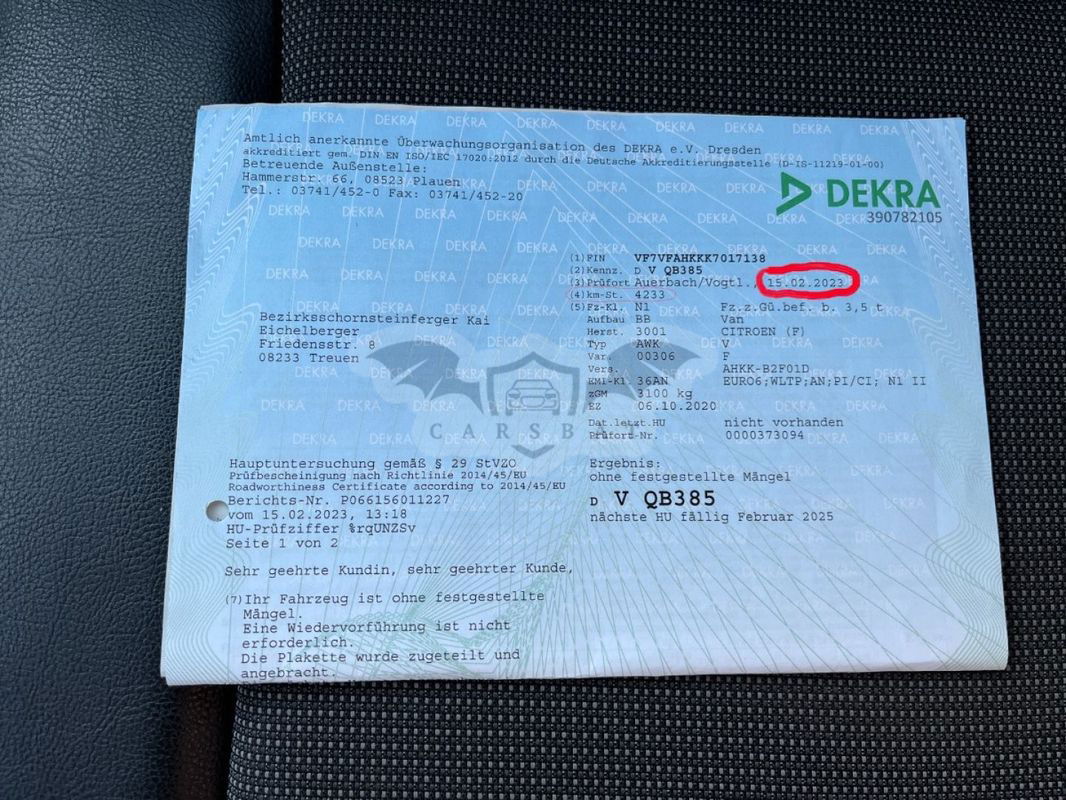 Amtlich anerkannte Überwachungsorganisation des DEKRA e.V. Dresden
akkreditiert gem. DIN EN ISO/IEC 17020:2012 durch die Deutsche Akkreditierungsstelle (D-IS-11219-01-00)
Betreuende Außenstelle:
Hammerstr. 66, 08523 Plauen
Tel.: 03741/452-0 Fax: 03741/452-20
DEKRA
390782105
(1) FIN VF7VFAHKKK7017138
(2) Kennz. D V QB385
(3) Prüfort Auerbach/Vogtl., 15.02.2023
(4) km-St. 4233
(5) Fz-Kl. N1 Fz.z.Gü.bef. b. 3,5 t
Aufbau BB Van
Herst. 3001 CITROEN (F)
Typ AWK V
Var. 00306 F
Vers. AHKK-B2F01D
EMI-Kl 36AN EURO6;WLTP;AN;PI/CI; N1 II
zGM 3100 kg
EZ 06.10.2020
Dat.letzt.HU nicht vorhanden
Prüfort-Nr. 0000373094
Bezirksschornsteinferger Kai
Eichelberger
Friedensstr. 8
08233 Treuen
CARSBAT
Hauptuntersuchung gemäß § 29 StVZO
Prüfbescheinigung nach Richtlinie 2014/45/EU
Roadworthiness Certificate according to 2014/45/EU
Berichts-Nr. P066156011227
vom 15.02.2023, 13:18
HU-Prüfziffer %rqUNZSv
Seite 1 von 2
Ergebnis:
ohne festgestellte Mängel
D V QB385
nächste HU fällig Februar 2025
Sehr geehrte Kundin, sehr geehrter Kunde,
(7) Ihr Fahrzeug ist ohne festgestellte
Mängel.
Eine Wiedervorführung ist nicht
erforderlich.
Die Plakette wurde zugeteilt und
angebracht.